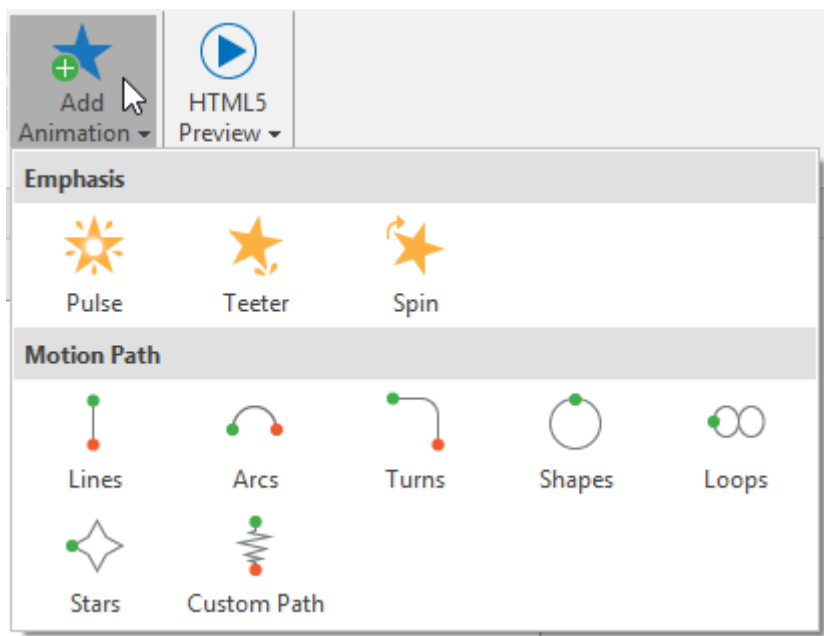 Add
Animation
HTML5
Preview
Emphasis
Pulse Teeter Spin
Motion Path
Lines Arcs Turns Shapes Loops
Stars Custom Path